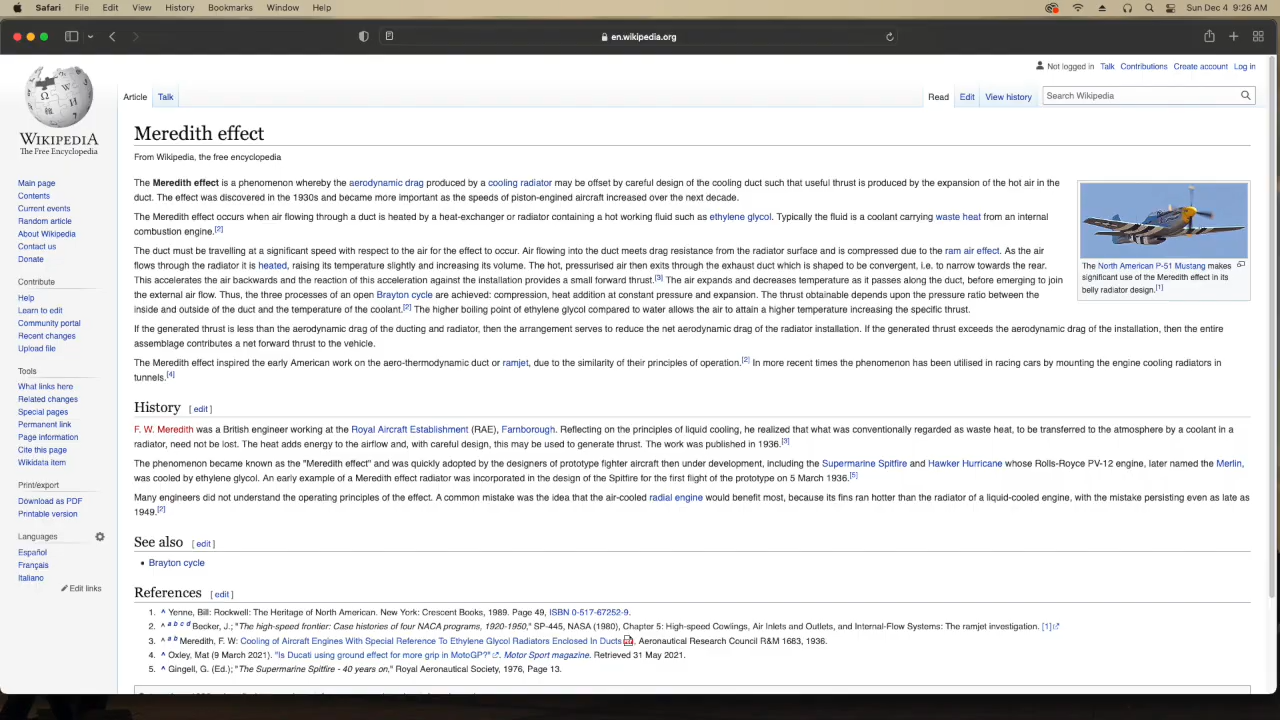 Safari File Edit View History Bookmarks Window Help Sun Dec 4 9:26 AM
en.wikipedia.org
Not logged in Talk Contributions Create account Log in
Article Talk Read Edit View history Search Wikipedia
WIKIPEDIA
The Free Encyclopedia
Main page
Contents
Current events
Random article
About Wikipedia
Contact us
Donate
Contribute
Help
Learn to edit
Community portal
Recent changes
Upload file
Tools
What links here
Related changes
Special pages
Permanent link
Page information
Cite this page
Wikidata item
Print/export
Download as PDF
Printable version
Languages
Español
Français
Italiano
Edit links
Meredith effect
From Wikipedia, the free encyclopedia
The Meredith effect is a phenomenon whereby the aerodynamic drag produced by a cooling radiator may be offset by careful design of the cooling duct such that useful thrust is produced by the expansion of the hot air in the
duct. The effect was discovered in the 1930s and became more important as the speeds of piston-engined aircraft increased over the next decade.
The Meredith effect occurs when air flowing through a duct is heated by a heat-exchanger or radiator containing a hot working fluid such as ethylene glycol. Typically the fluid is a coolant carrying waste heat from an internal
combustion engine.[2]
The duct must be travelling at a significant speed with respect to the air for the effect to occur. Air flowing into the duct meets drag resistance from the radiator surface and is compressed due to the ram air effect. As the air
flows through the radiator it is heated, raising its temperature slightly and increasing its volume. The hot, pressurised air then exits through the exhaust duct which is shaped to be convergent, i.e. to narrow towards the rear.
This accelerates the air backwards and the reaction of this acceleration against the installation provides a small forward thrust.[3] The air expands and decreases temperature as it passes along the duct, before emerging to join
the external air flow. Thus, the three processes of an open Brayton cycle are achieved: compression, heat addition at constant pressure and expansion. The thrust obtainable depends upon the pressure ratio between the
inside and outside of the duct and the temperature of the coolant.[2] The higher boiling point of ethylene glycol compared to water allows the air to attain a higher temperature increasing the specific thrust.
If the generated thrust is less than the aerodynamic drag of the ducting and radiator, then the arrangement serves to reduce the net aerodynamic drag of the radiator installation. If the generated thrust exceeds the aerodynamic drag of the installation, then the entire
assemblage contributes a net forward thrust to the vehicle.
The Meredith effect inspired the early American work on the aero-thermodynamic duct or ramjet, due to the similarity of their principles of operation.[2] In more recent times the phenomenon has been utilised in racing cars by mounting the engine cooling radiators in
tunnels.[4]
The North American P-51 Mustang makes
significant use of the Meredith effect in its
belly radiator design.[1]
History [ edit ]
F. W. Meredith was a British engineer working at the Royal Aircraft Establishment (RAE), Farnborough. Reflecting on the principles of liquid cooling, he realized that what was conventionally regarded as waste heat, to be transferred to the atmosphere by a coolant in a
radiator, need not be lost. The heat adds energy to the airflow and, with careful design, this may be used to generate thrust. The work was published in 1936.[3]
The phenomenon became known as the "Meredith effect" and was quickly adopted by the designers of prototype fighter aircraft then under development, including the Supermarine Spitfire and Hawker Hurricane whose Rolls-Royce PV-12 engine, later named the Merlin,
was cooled by ethylene glycol. An early example of a Meredith effect radiator was incorporated in the design of the Spitfire for the first flight of the prototype on 5 March 1936.[5]
Many engineers did not understand the operating principles of the effect. A common mistake was the idea that the air-cooled radial engine would benefit most, because its fins ran hotter than the radiator of a liquid-cooled engine, with the mistake persisting even as late as
1949.[2]
See also [ edit ]
• Brayton cycle
References [ edit ]
1. ^ Yenne, Bill: Rockwell: The Heritage of North American. New York: Crescent Books, 1989. Page 49, ISBN 0-517-67252-9.
2. ^ a b c d Becker, J.; "The high-speed frontier: Case histories of four NACA programs, 1920-1950," SP-445, NASA (1980), Chapter 5: High-speed Cowlings, Air Inlets and Outlets, and Internal-Flow Systems: The ramjet investigation. [1]
3. ^ a b Meredith, F. W: Cooling of Aircraft Engines With Special Reference To Ethylene Glycol Radiators Enclosed In Ducts. Aeronautical Research Council R&M 1683, 1936.
4. ^ Oxley, Mat (9 March 2021). "Is Ducati using ground effect for more grip in MotoGP?". Motor Sport magazine. Retrieved 31 May 2021.
5. ^ Gingell, G. (Ed.); "The Supermarine Spitfire - 40 years on," Royal Aeronautical Society, 1976, Page 13.